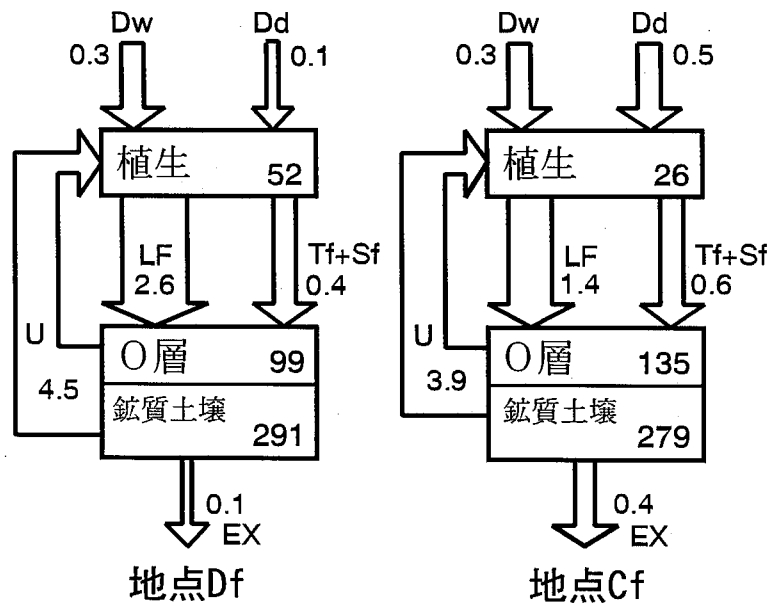 Dw
Dd
0.3
0.1
植生
52
LF
2.6
Tf+Sf
0.4
U
4.5
O層
99
鉱質土壌
291
0.1
EX
地点Df
Dw
Dd
0.3
0.5
植生
26
LF
1.4
Tf+Sf
0.6
U
3.9
O層
135
鉱質土壌
279
0.4
EX
地点Cf